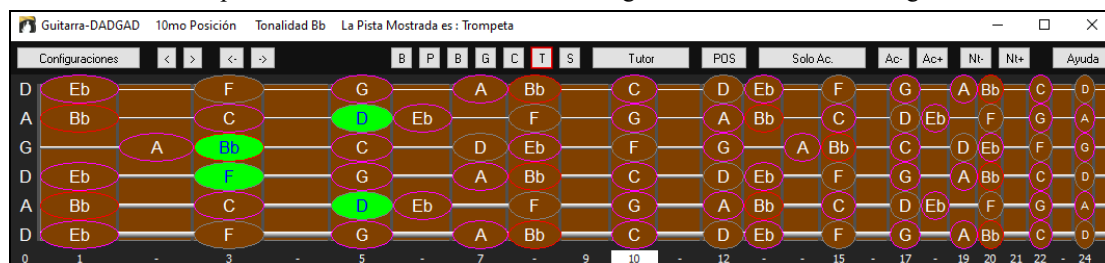 Guitarra-DADGAD 10mo Posición Tonalidad Bb La Pista Mostrada es : Trompeta
Configuraciones < > <- -> B P B G C T S Tutor POS Solo Ac. Ac- Ac+ Nt- Nt+ Ayuda
D Eb F G A Bb C D Eb F G A Bb C D
A Bb C D Eb F G A Bb C D Eb F G A
G A Bb C D Eb F G A Bb C D Eb F G
D Eb F G A Bb C D Eb F G A Bb C D
A Bb C D Eb F G A Bb C D Eb F G A
D Eb F G A Bb C D Eb F G A Bb C D
0 1 - 3 - 5 - 7 - 9 10 - 12 - - 15 - 17 - 19 20 21 22 - 24